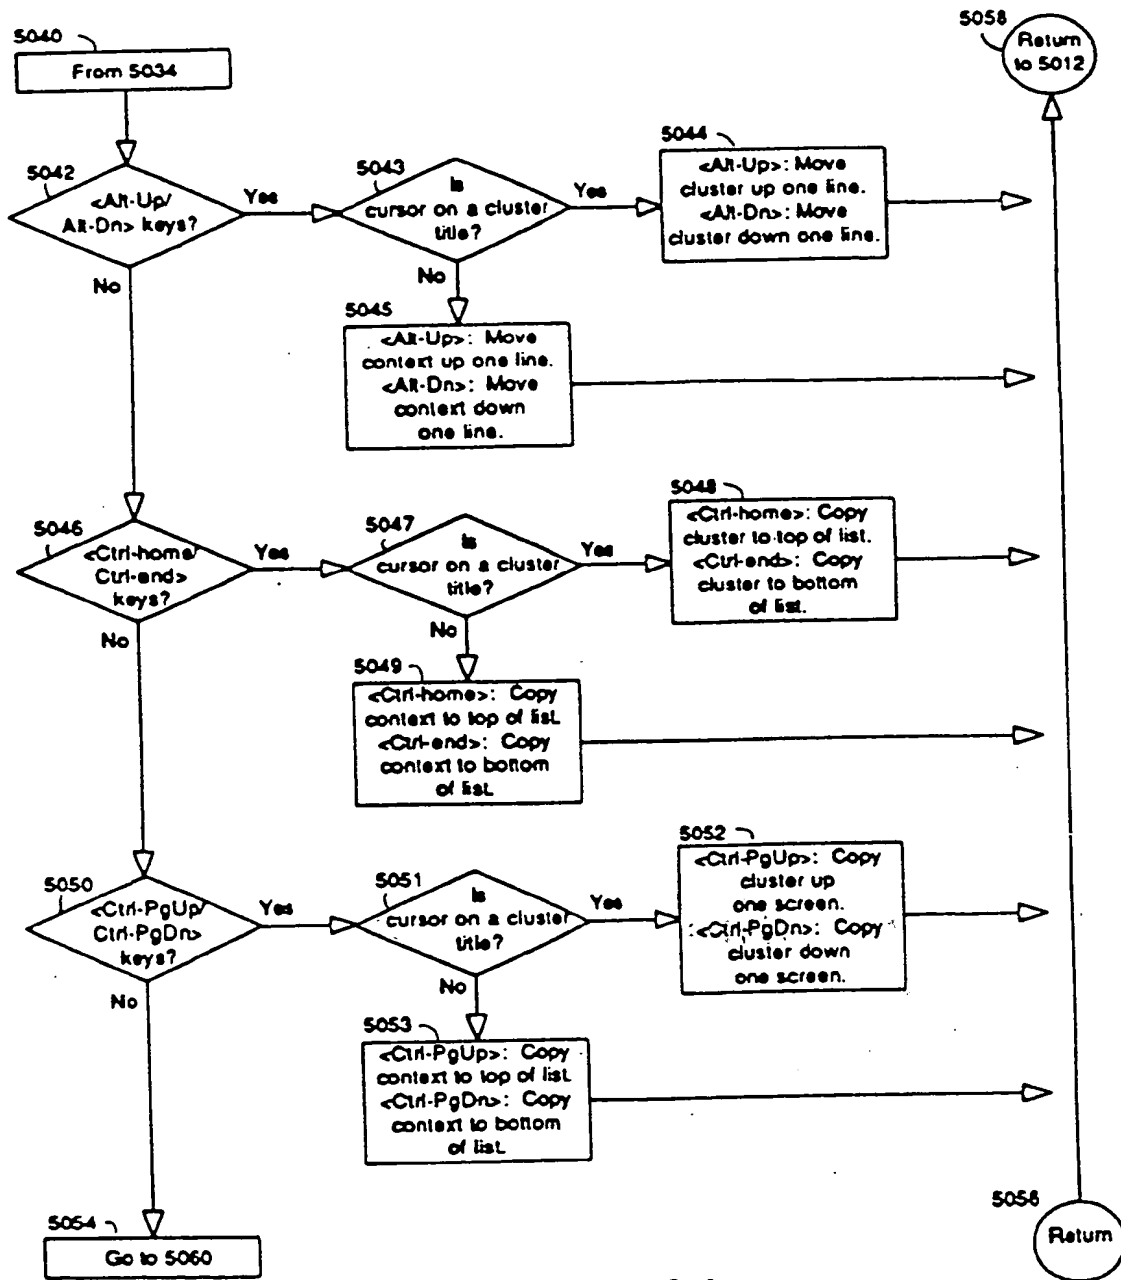 5040
From 5034
5058
Return
to 5012
5042
<Alt-Up/
Alt-Dn> keys?
Yes
No
5043
Is
cursor on a cluster
title?
Yes
No
5044
<Alt-Up>: Move
cluster up one line.
<Alt-Dn>: Move
cluster down one line.
5045
<Alt-Up>: Move
context up one line.
<Alt-Dn>: Move
context down
one line.
5046
<Ctrl-home/
Ctrl-end>
keys?
Yes
No
5047
Is
cursor on a cluster
title?
Yes
No
5048
<Ctrl-home>: Copy
cluster to top of list.
<Ctrl-end>: Copy
cluster to bottom
of list.
5049
<Ctrl-home>: Copy
context to top of list.
<Ctrl-end>: Copy
context to bottom
of list.
5050
<Ctrl-PgUp/
Ctrl-PgDn>
keys?
Yes
No
5051
Is
cursor on a cluster
title?
Yes
No
5052
<Ctrl-PgUp>: Copy
cluster up
one screen.
<Ctrl-PgDn>: Copy
cluster down
one screen.
5053
<Ctrl-PgUp>: Copy
context to top of list.
<Ctrl-PgDn>: Copy
context to bottom
of list.
5054
Go to 5060
5056
Return